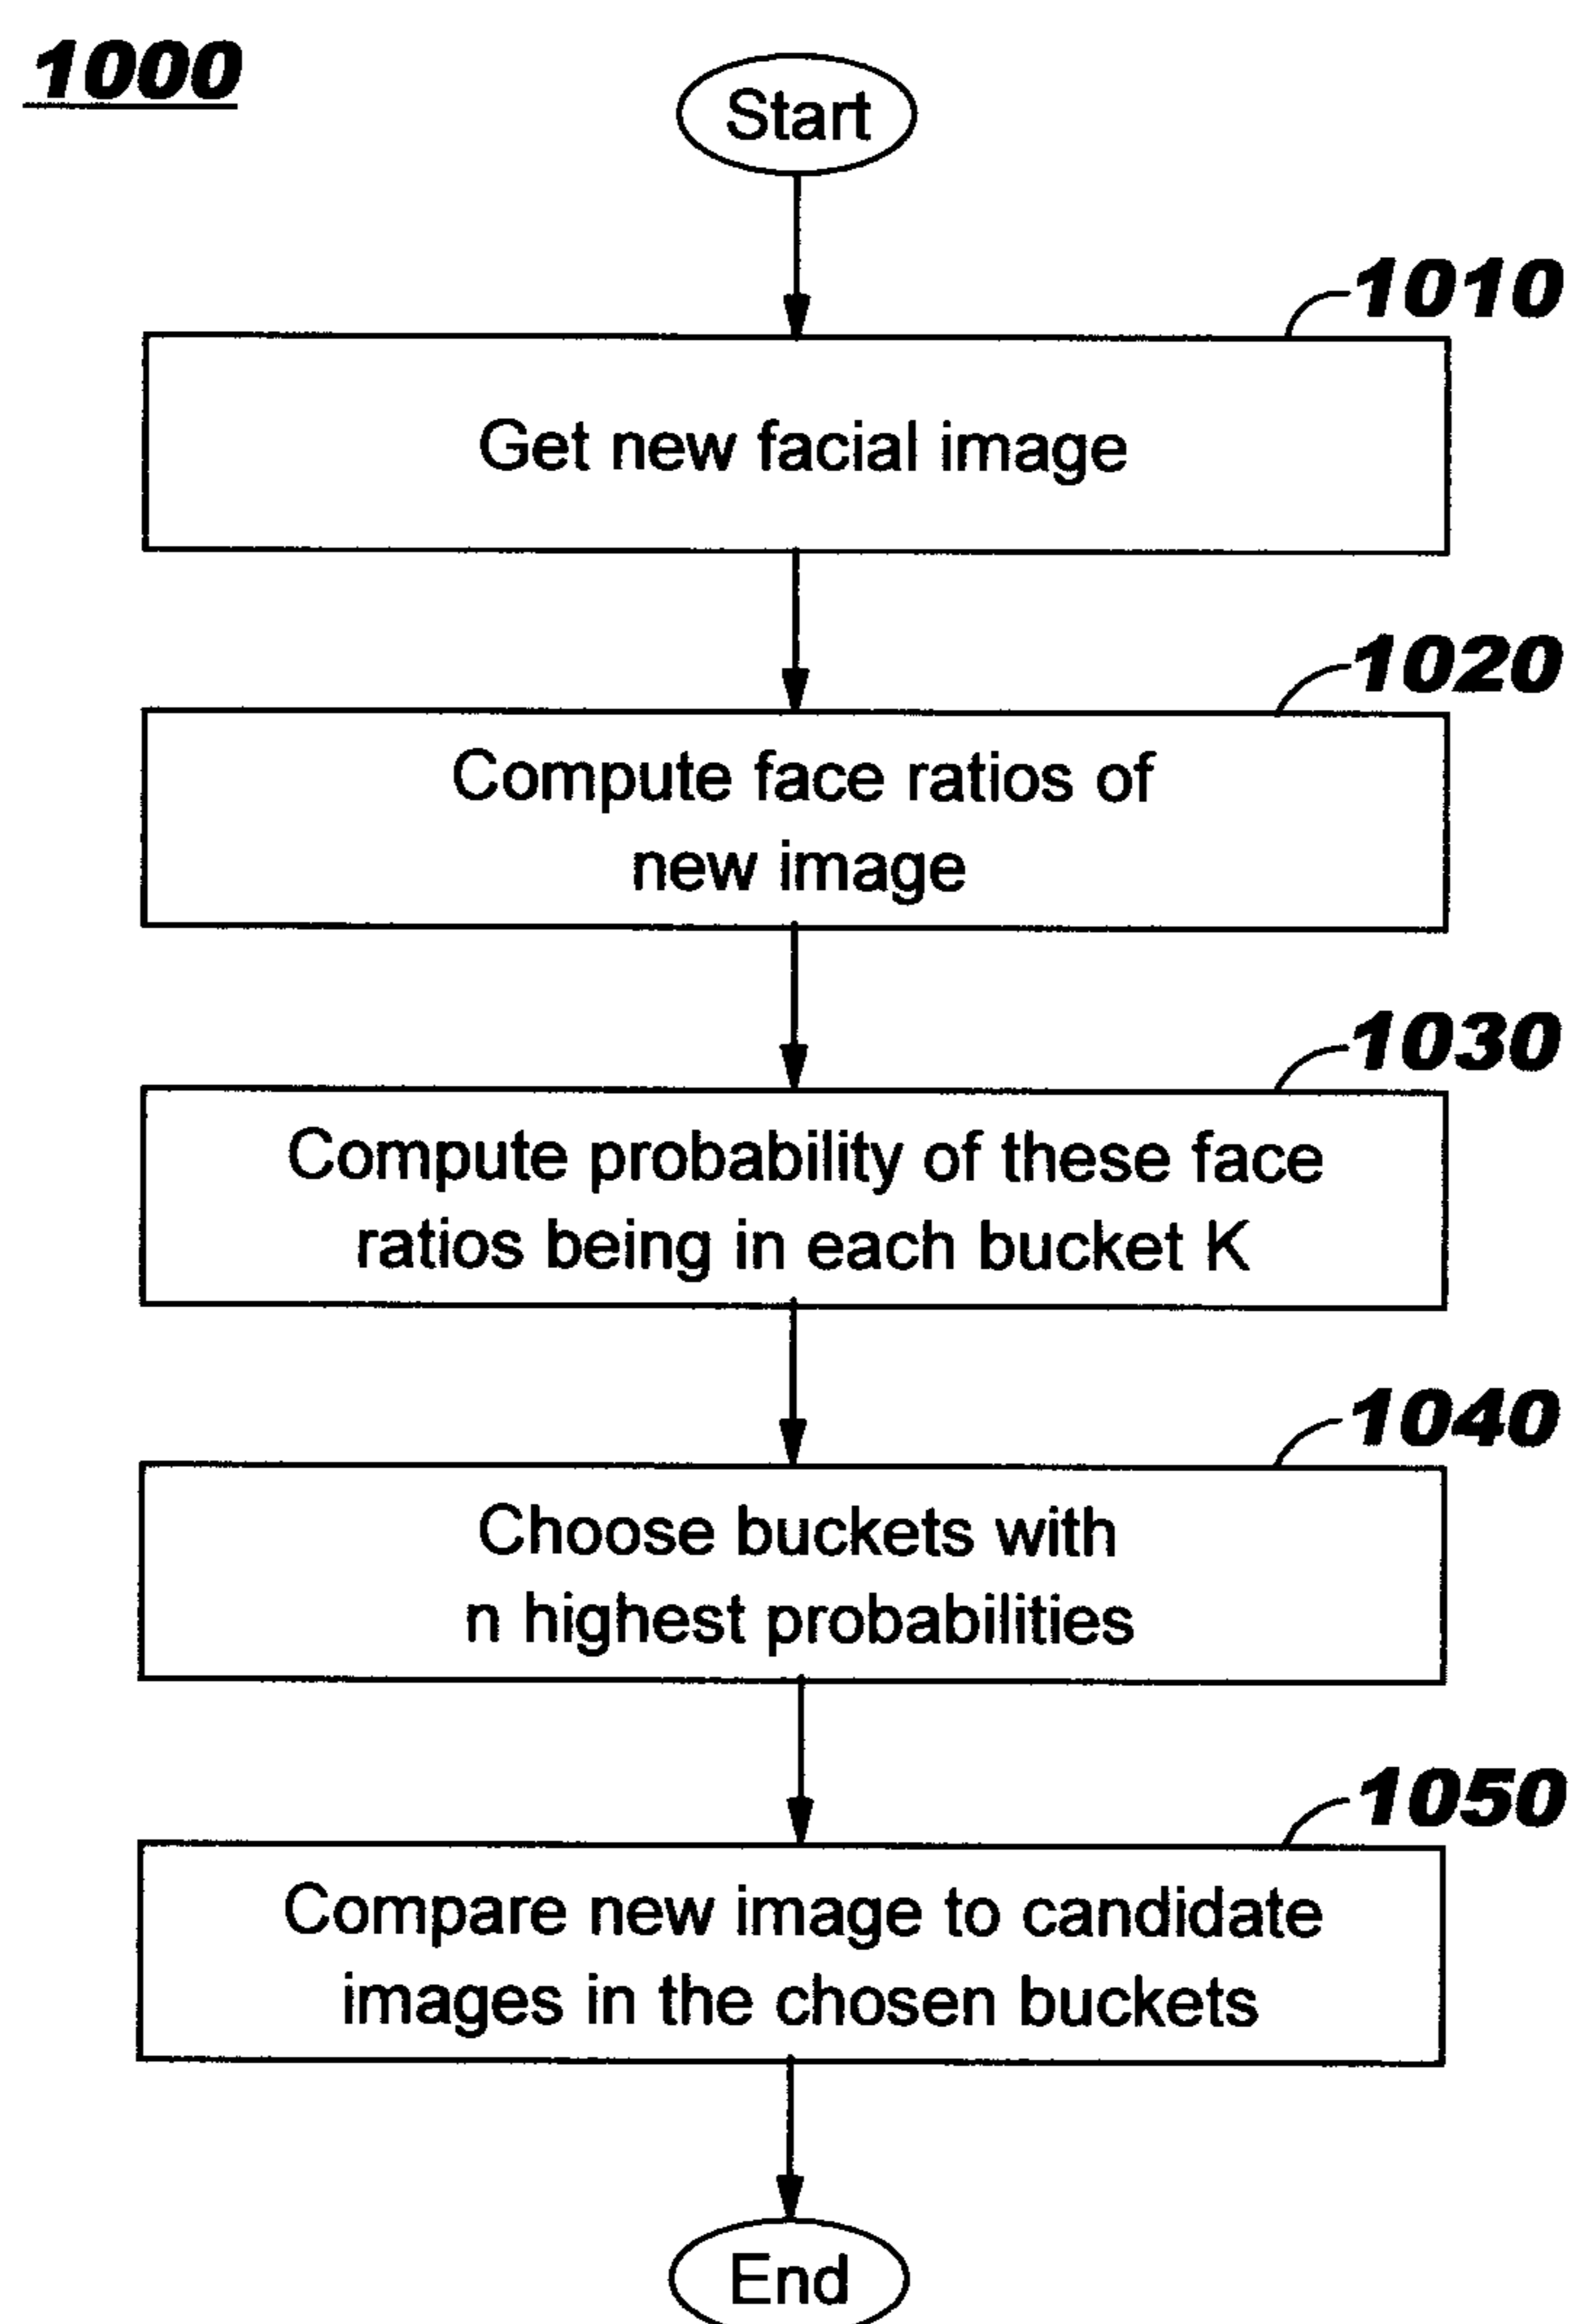 1000
Start
1010
Get new facial image
1020
Compute face ratios of
new image
1030
Compute probability of these face
ratios being in each bucket K
1040
Choose buckets with
n highest probabilities
1050
Compare new image to candidate
images in the chosen buckets
End